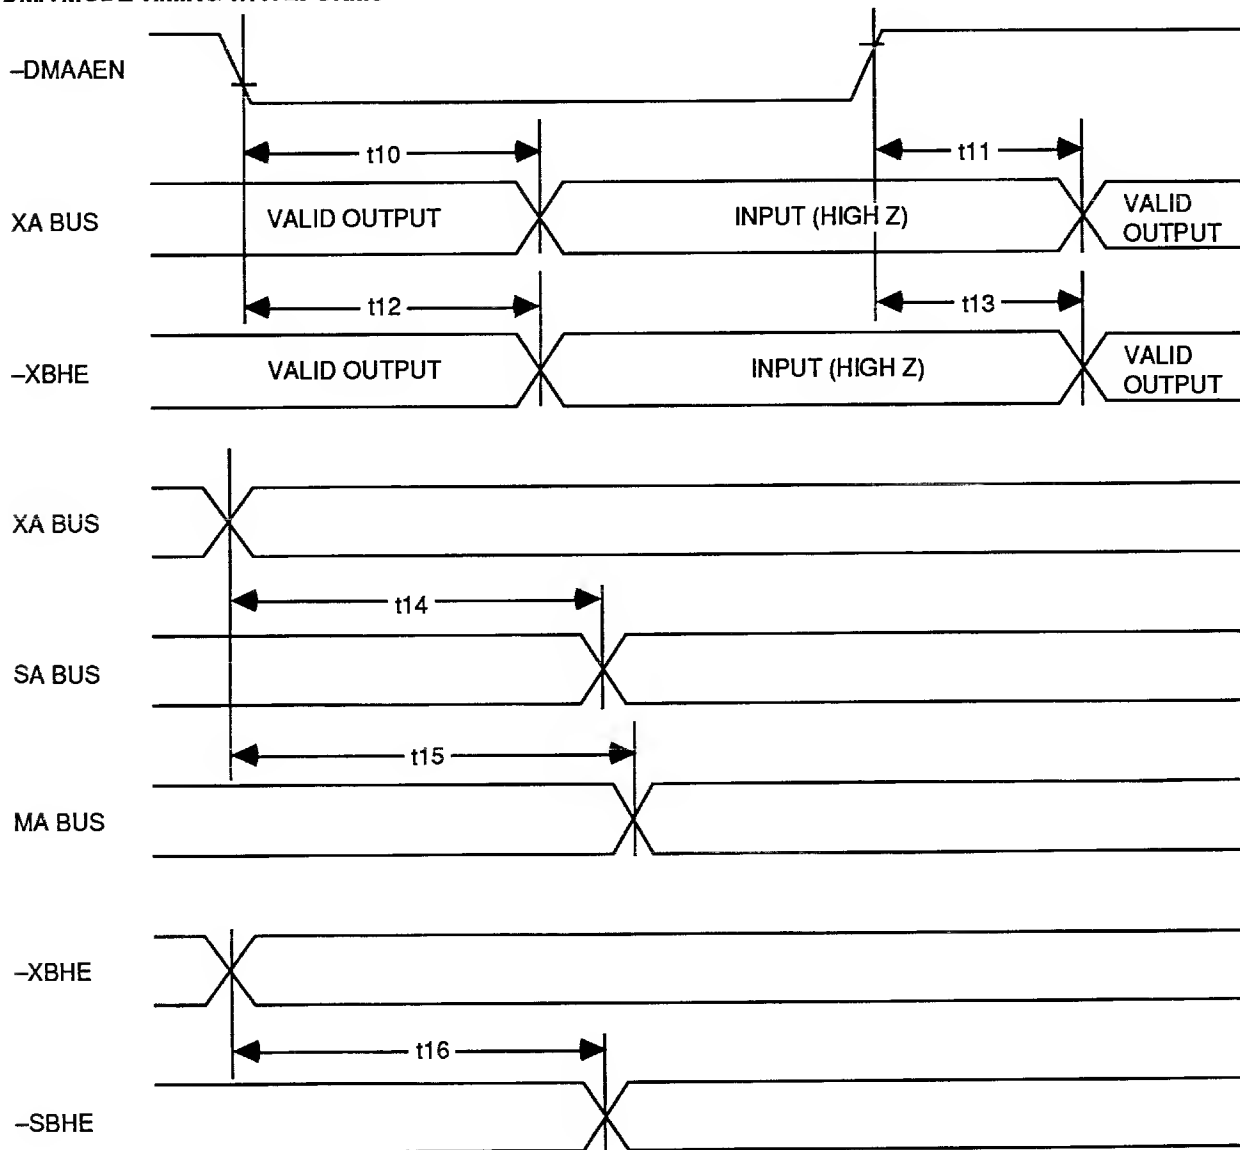 –DMAAEN
t10
t11
XA BUS
VALID OUTPUT
INPUT (HIGH Z)
VALID
OUTPUT
t12
t13
–XBHE
VALID OUTPUT
INPUT (HIGH Z)
VALID
OUTPUT
XA BUS
t14
SA BUS
t15
MA BUS
–XBHE
t16
–SBHE